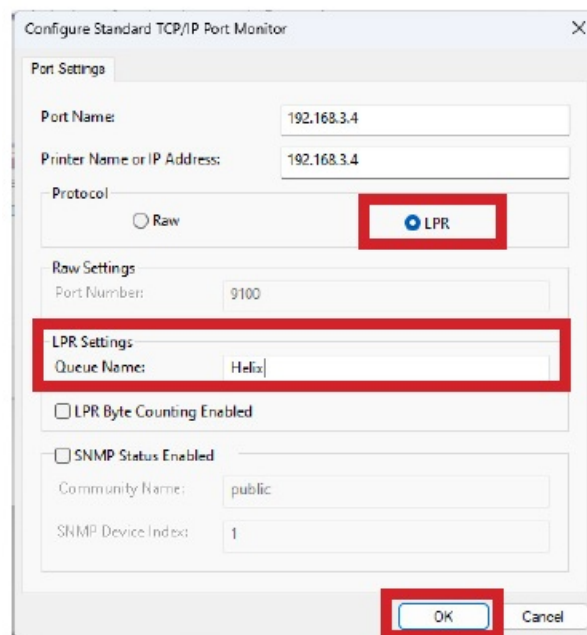 Configure Standard TCP/IP Port Monitor
Port Settings
Port Name: 192.168.3.4
Printer Name or IP Address: 192.168.3.4
Protocol
Raw LPR
Raw Settings
Port Number: 9100
LPR Settings
Queue Name: Helix
LPR Byte Counting Enabled
SNMP Status Enabled
Community Name: public
SNMP Device Index: 1
OK Cancel